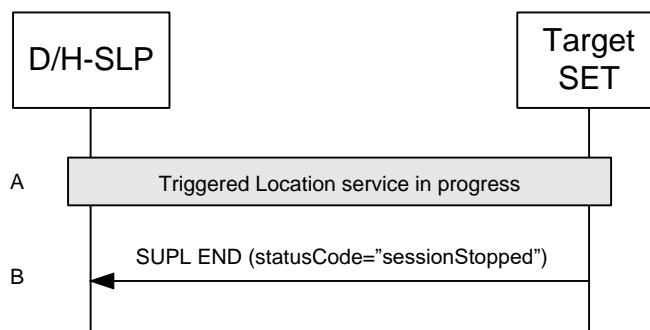 D/H-SLP
Target
SET
A
Triggered Location service in progress
SUPL END (statusCode=”sessionStopped”)
B